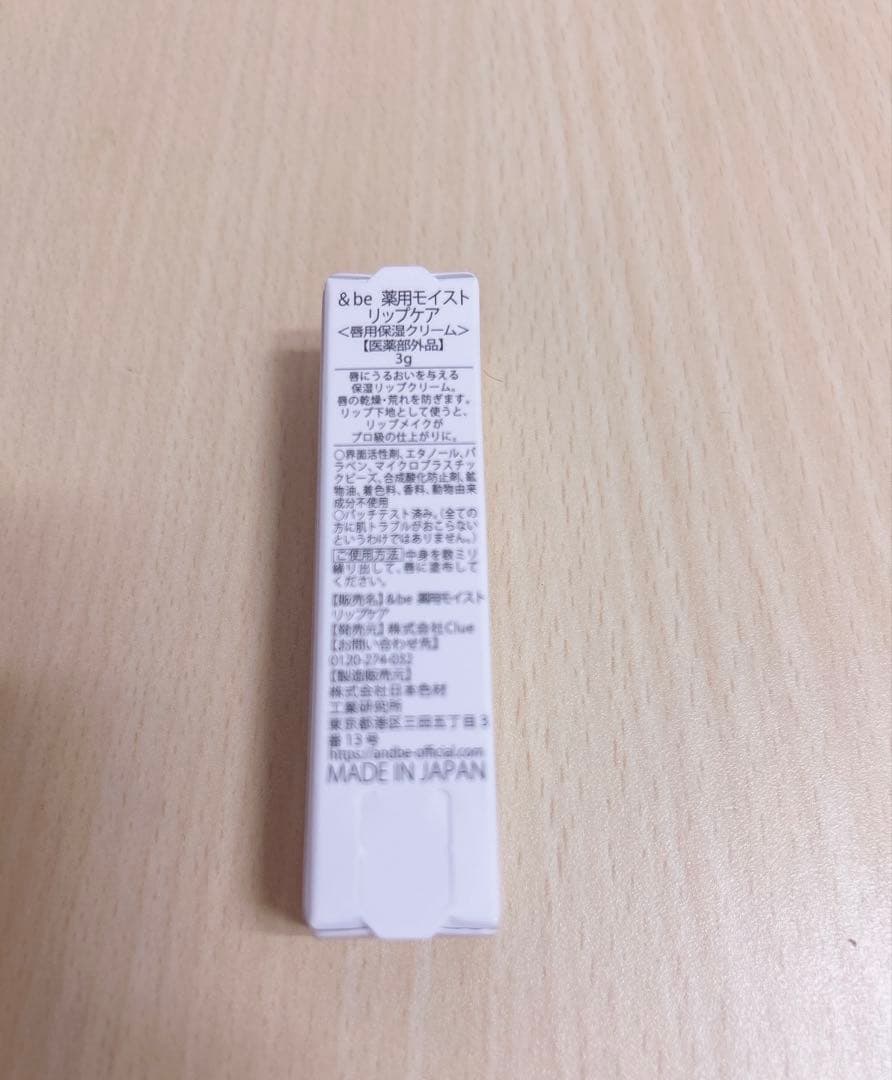 &be 薬用モイスト
リップケア
<唇用保湿クリーム>
【医薬部外品】
3g
唇にうるおいを与える
保湿リップクリーム。
唇の乾燥・荒れを防ぎます。
リップ下地として使うと、
リップメイクが
プロ級の仕上がりに。
〇界面活性剤、エタノール、パ
ラベン、マイクロプラスチッ
クビーズ、合成酸化防止剤、鉱
物油、着色料、香料、動物由来
成分不使用
〇パッチテスト済み。(全ての
方に肌トラブルがおこらない
というわけではありません。)
ご使用方法 中身を数ミリ
繰り出して、唇に塗布して
ください。
【販売名】&be 薬用モイスト
リップケア
【発売元】株式会社Clue
【お問い合わせ先】
0120-274-032
【製造販売元】
株式会社日本色材
工業研究所
東京都港区三田五丁目3
番13号
https://andbe-official.com
MADE IN JAPAN